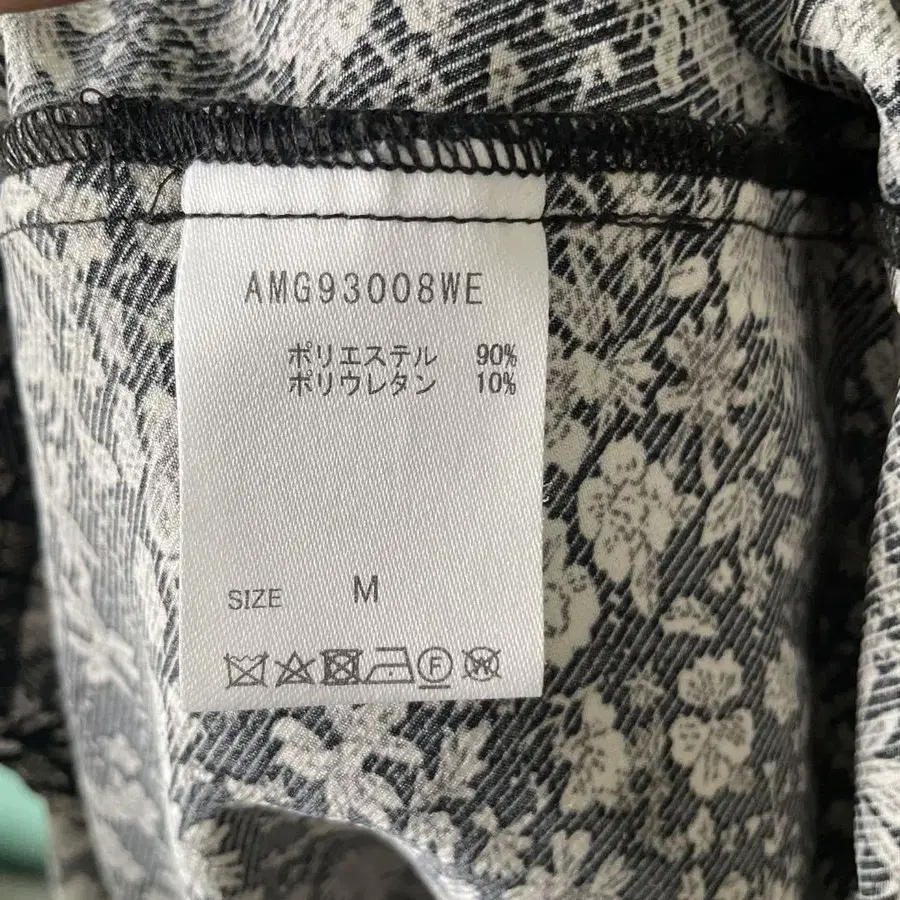 AMG93008WE
ポリエステル 90%
ポリウレタン 10%
SIZE M
F W